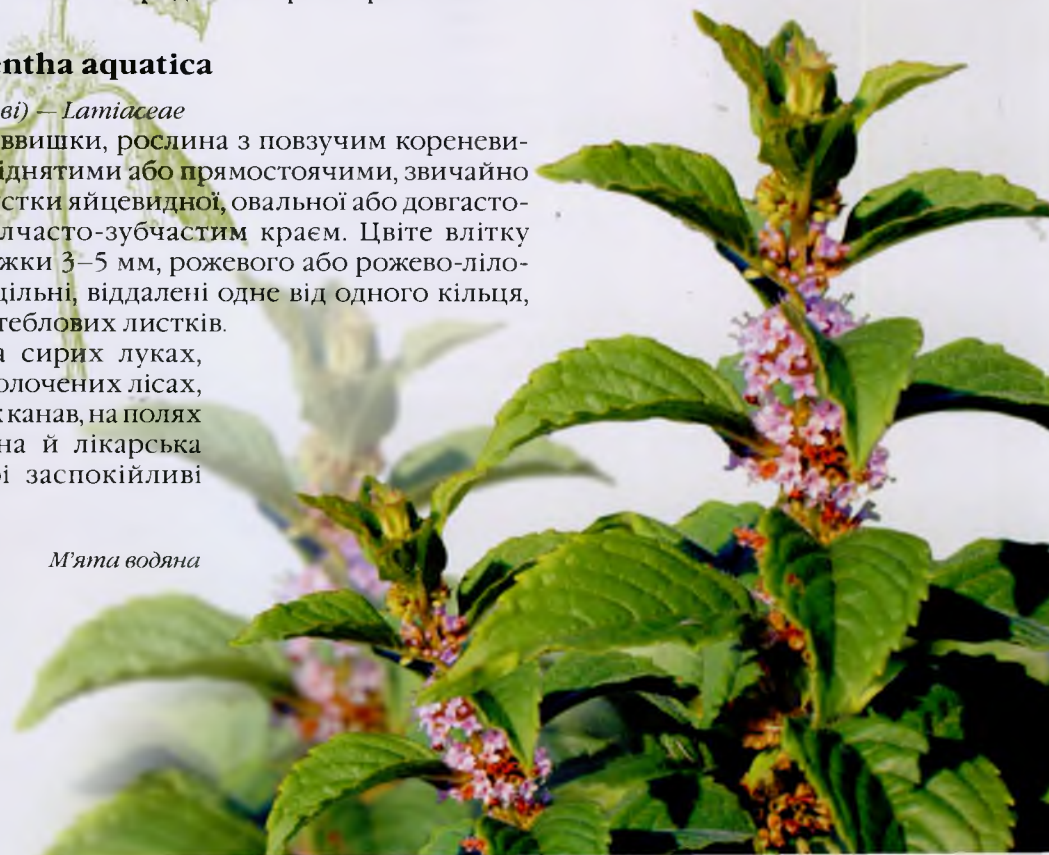 entha aquatica
ві) — Lamiaceae
ввишки, рослина з повзучим кореневи-
іднятими або прямостоячими, звичайно
стки яйцевидної, овальної або довгасто-
лчасто-зубчастим краєм. Цвіте влітку
жки 3–5 мм, рожевого або рожево-ліло-
цільні, віддалені одне від одного кільця,
теблових листків.
а сирих луках,
олочених лісах,
х канав, на полях
на й лікарська
і заспокійливі
М'ята водяна